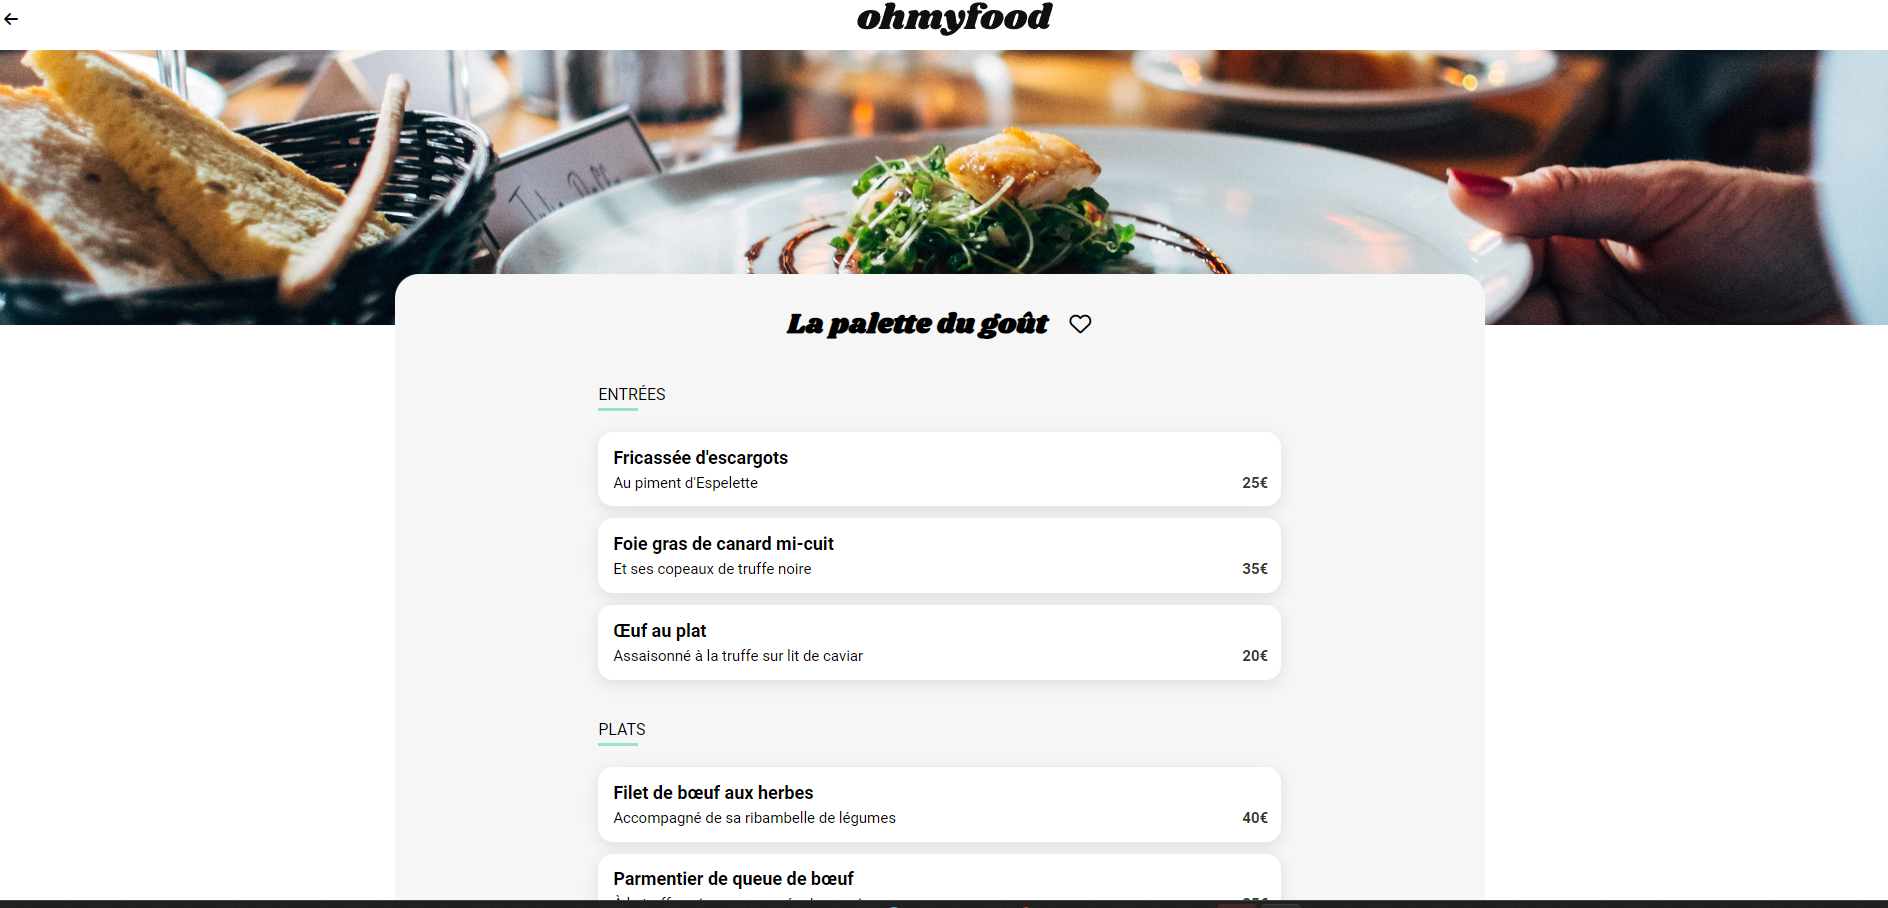 ohmyfood
La palette du goût
ENTRÉES
Fricassée d'escargots
Au piment d'Espelette
25€
Foie gras de canard mi-cuit
Et ses copeaux de truffe noire
35€
Œuf au plat
Assaisonné à la truffe sur lit de caviar
20€
PLATS
Filet de bœuf aux herbes
Accompagné de sa ribambelle de légumes
40€
Parmentier de queue de bœuf